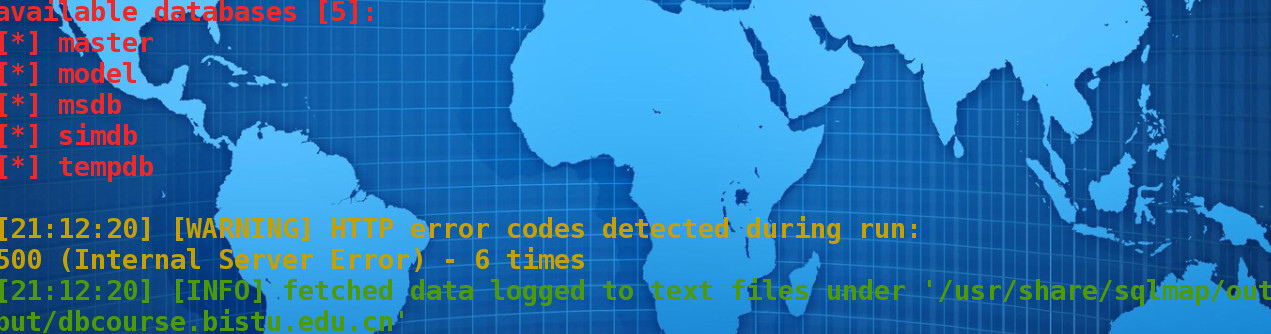 available databases [5]:
[*] master
[*] model
[*] msdb
[*] simdb
[*] tempdb
[21:12:20] [WARNING] HTTP error codes detected during run:
500 (Internal Server Error) - 6 times
[21:12:20] [INFO] fetched data logged to text files under '/usr/share/sqlmap/out
put/dbcourse.bistu.edu.cn'